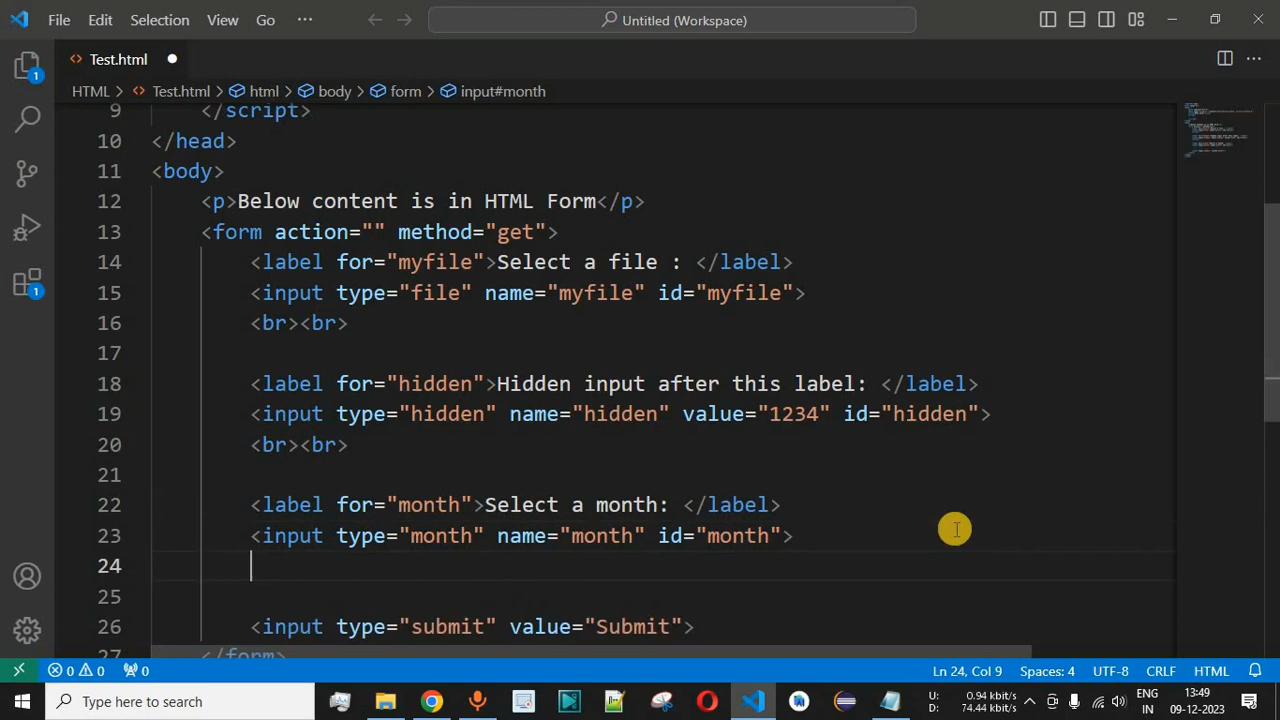 File Edit Selection View Go ··· Untitled (Workspace)
Test.html
HTML > Test.html > html > body > form > input#month
9 </script>
10 </head>
11 <body>
12 <p>Below content is in HTML Form</p>
13 <form action="" method="get">
14 <label for="myfile">Select a file : </label>
15 <input type="file" name="myfile" id="myfile">
16 <br><br>
17
18 <label for="hidden">Hidden input after this label: </label>
19 <input type="hidden" name="hidden" value="1234" id="hidden">
20 <br><br>
21
22 <label for="month">Select a month: </label>
23 <input type="month" name="month" id="month">
24
25
26 <input type="submit" value="Submit">
27 </form>
1
1
0 0 0 Ln 24, Col 9 Spaces: 4 UTF-8 CRLF HTML
Type here to search
U: 0.94 kbit/s
D: 74.44 kbit/s
ENG
IN
13:49
09-12-2023